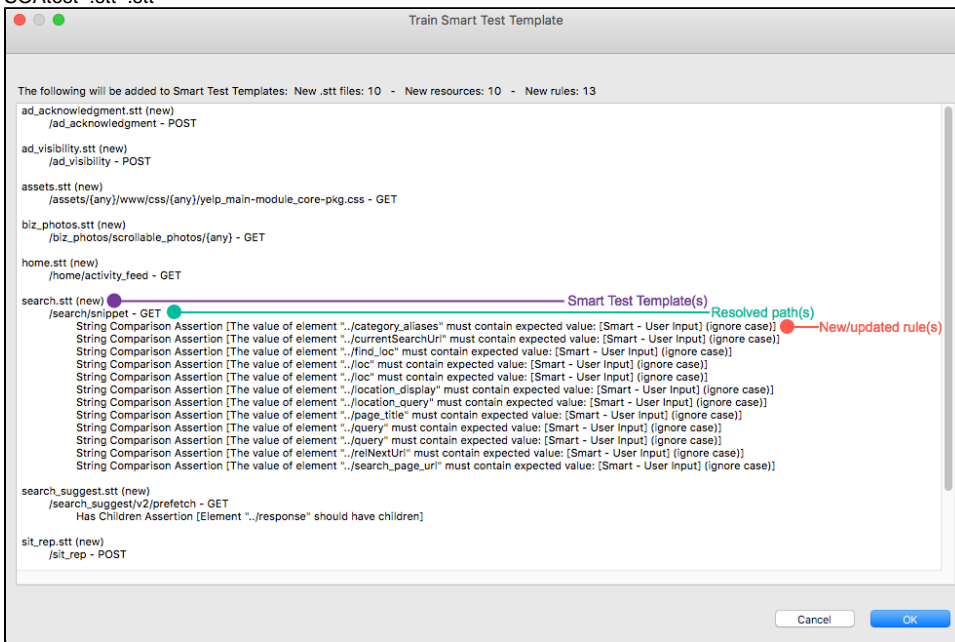 Train Smart Test Template
The following will be added to Smart Test Templates: New .stt files: 10 - New resources: 10 - New rules: 13
ad_acknowledgment.stt (new)
/ad_acknowledgment - POST
ad_visibility.stt (new)
/ad_visibility - POST
assets.stt (new)
/assets/{any}/www/css/{any}/yelp_main-module_core-pkg.css - GET
biz_photos.stt (new)
/biz_photos/scrollable_photos/{any} - GET
home.stt (new)
/home/activity_feed - GET
search.stt (new) Smart Test Template(s)
/search/snippet - GET Resolved path(s)
String Comparison Assertion [The value of element "../category_aliases" must contain expected value: [Smart - User Input] (ignore case)] New/updated rule(s)
String Comparison Assertion [The value of element "../currentSearchUrl" must contain expected value: [Smart - User Input] (ignore case)]
String Comparison Assertion [The value of element "../find_loc" must contain expected value: [Smart - User Input] (ignore case)]
String Comparison Assertion [The value of element "../loc" must contain expected value: [Smart - User Input] (ignore case)]
String Comparison Assertion [The value of element "../loc" must contain expected value: [Smart - User Input] (ignore case)]
String Comparison Assertion [The value of element "../location_display" must contain expected value: [Smart - User Input] (ignore case)]
String Comparison Assertion [The value of element "../location_query" must contain expected value: [Smart - User Input] (ignore case)]
String Comparison Assertion [The value of element "../page_title" must contain expected value: [Smart - User Input] (ignore case)]
String Comparison Assertion [The value of element "../query" must contain expected value: [Smart - User Input] (ignore case)]
String Comparison Assertion [The value of element "../query" must contain expected value: [Smart - User Input] (ignore case)]
String Comparison Assertion [The value of element "../relNextUrl" must contain expected value: [Smart - User Input] (ignore case)]
String Comparison Assertion [The value of element "../search_page_url" must contain expected value: [Smart - User Input] (ignore case)]
search_suggest.stt (new)
/search_suggest/v2/prefetch - GET
Has Children Assertion [Element "../response" should have children]
sit_rep.stt (new)
/sit_rep - POST
Cancel OK